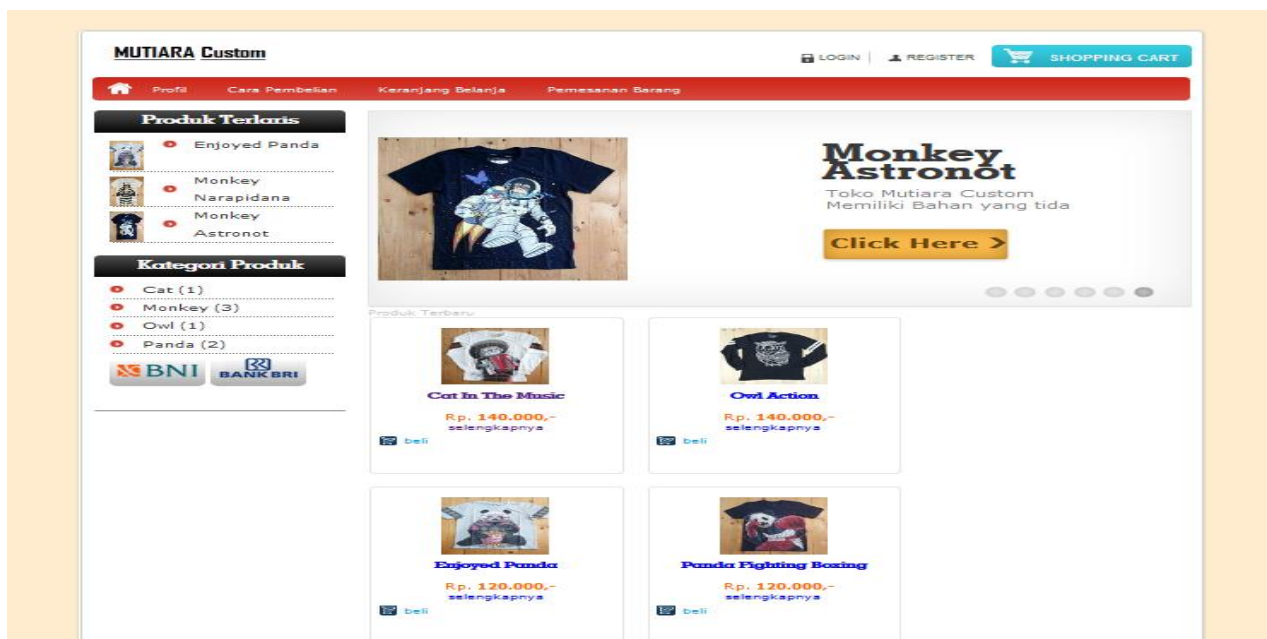 MUTIARA Custom
LOGIN
REGISTER
SHOPPING CART
Profil
Cara Pembelian
Keranjang Belanja
Pemesanan Barang
Produk Terlaris
Enjoyed Panda
Monkey
Narapidana
Monkey
Astronot
Kategori Produk
Cat (1)
Monkey (3)
Owl (1)
Panda (2)
BNI
BANK BRI
Monkey
Astronot
Toko Mutiara Custom
Memiliki Bahan yang tida
Click Here >
Produk Terbaru
Cat In The Music
Rp. 140.000,-
selengkapnya
beli
Owl Action
Rp. 140.000,-
selengkapnya
beli
Enjoyed Panda
Rp. 120.000,-
selengkapnya
beli
Panda Fighting Boxing
Rp. 120.000,-
selengkapnya
beli